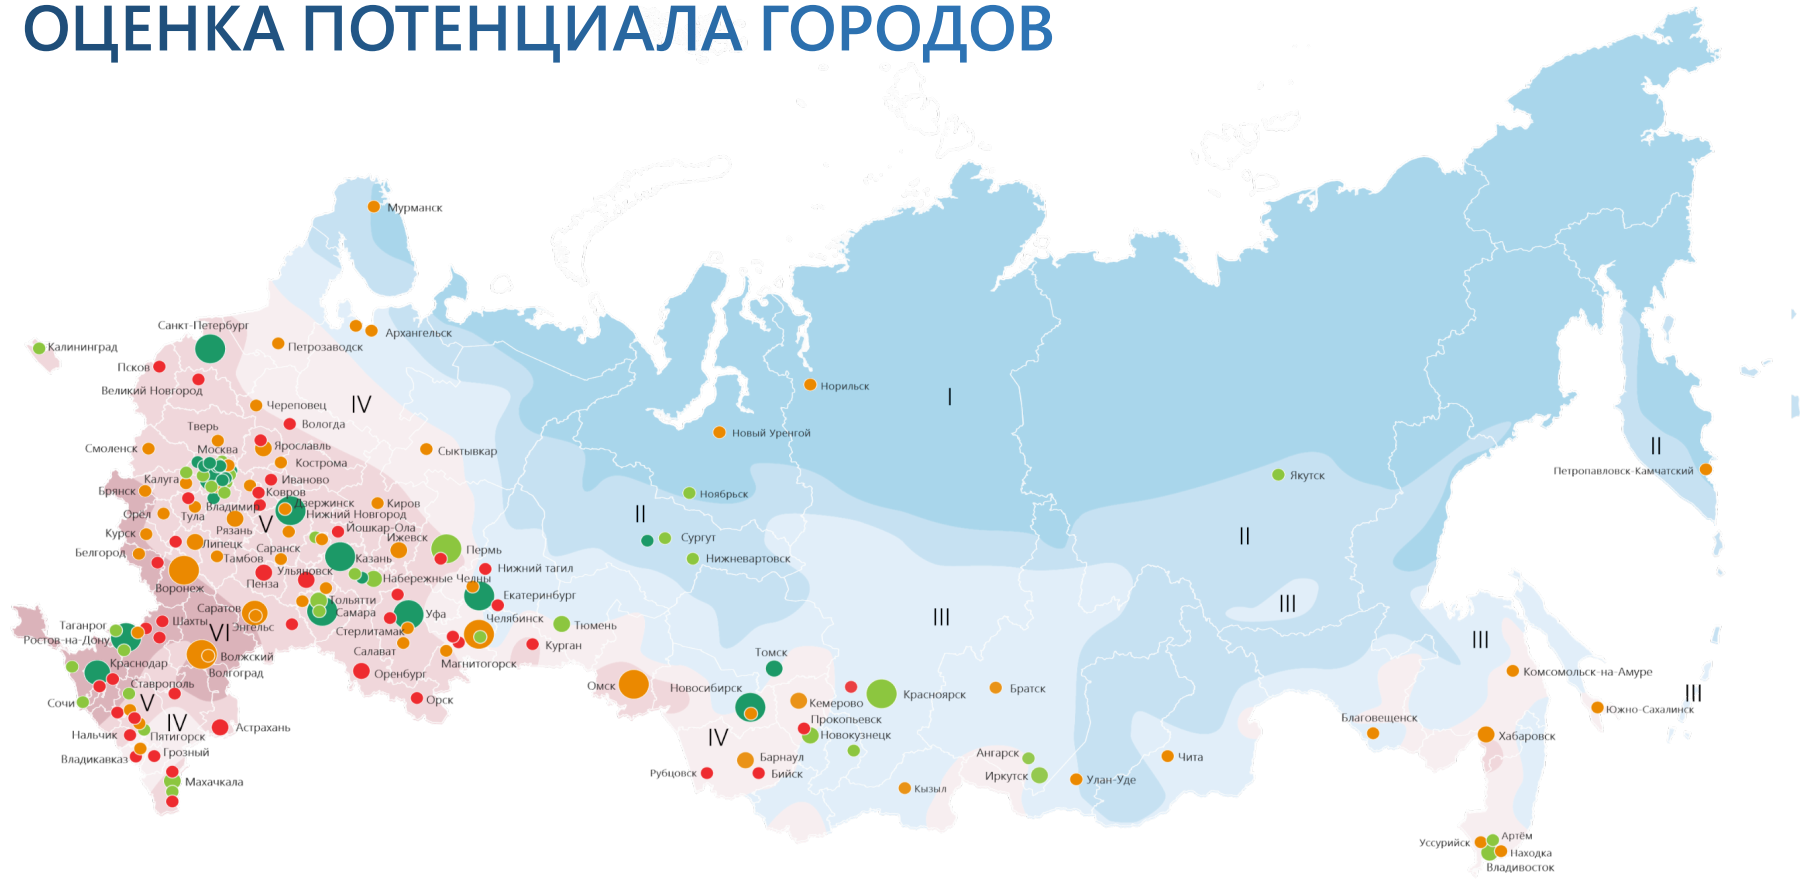 ОЦЕНКА ПОТЕНЦИАЛА ГОРОДОВ
Мурманск
Санкт-Петербург
Архангельск
Калининград
Петрозаводск
Псков
Великий Новгород
Норильск
I
Череповец
IV
Вологда
Тверь
Новый Уренгой
Смоленск
Москва
Ярославль
Сыктывкар
II
Кострома
Петропавловск-Камчатский
Калуга
Иваново
Якутск
Брянск
Ковров
Ноябрьск
Владимир
Дзержинск
Киров
Орёл
Тула
Нижний Новгород
II
V
Рязань
Йошкар-Ола
Курск
Ижевск
Сургут
II
Липецк
Саранск
Пермь
Белгород
Тамбов
Казань
Нижневартовск
Ульяновск
Нижний тагил
Пенза
Набережные Челны
Воронеж
Екатеринбург
Тольятти
III
Саратов
Самара
Уфа
III
Шахты
Челябинск
Таганрог
VI
Энгельс
Стерлитамак
Тюмень
Ростов-на-Дону
III
Курган
Салават
Томск
Волжский
Краснодар
Магнитогорск
Волгоград
Оренбург
Комсомольск-на-Амуре
Ставрополь
Омск
Новосибирск
Братск
Красноярск
III
Сочи
V
Орск
Кемерово
Южно-Сахалинск
IV
Прокопьевск
Благовещенск
Астрахань
Нальчик
Пятигорск
IV
Новокузнецк
Хабаровск
Грозный
Ангарск
Владикавказ
Барнаул
Чита
Рубцовск
Бийск
Иркутск
Улан-Уде
Махачкала
Кызыл
Артём
Уссурийск
Находка
Владивосток